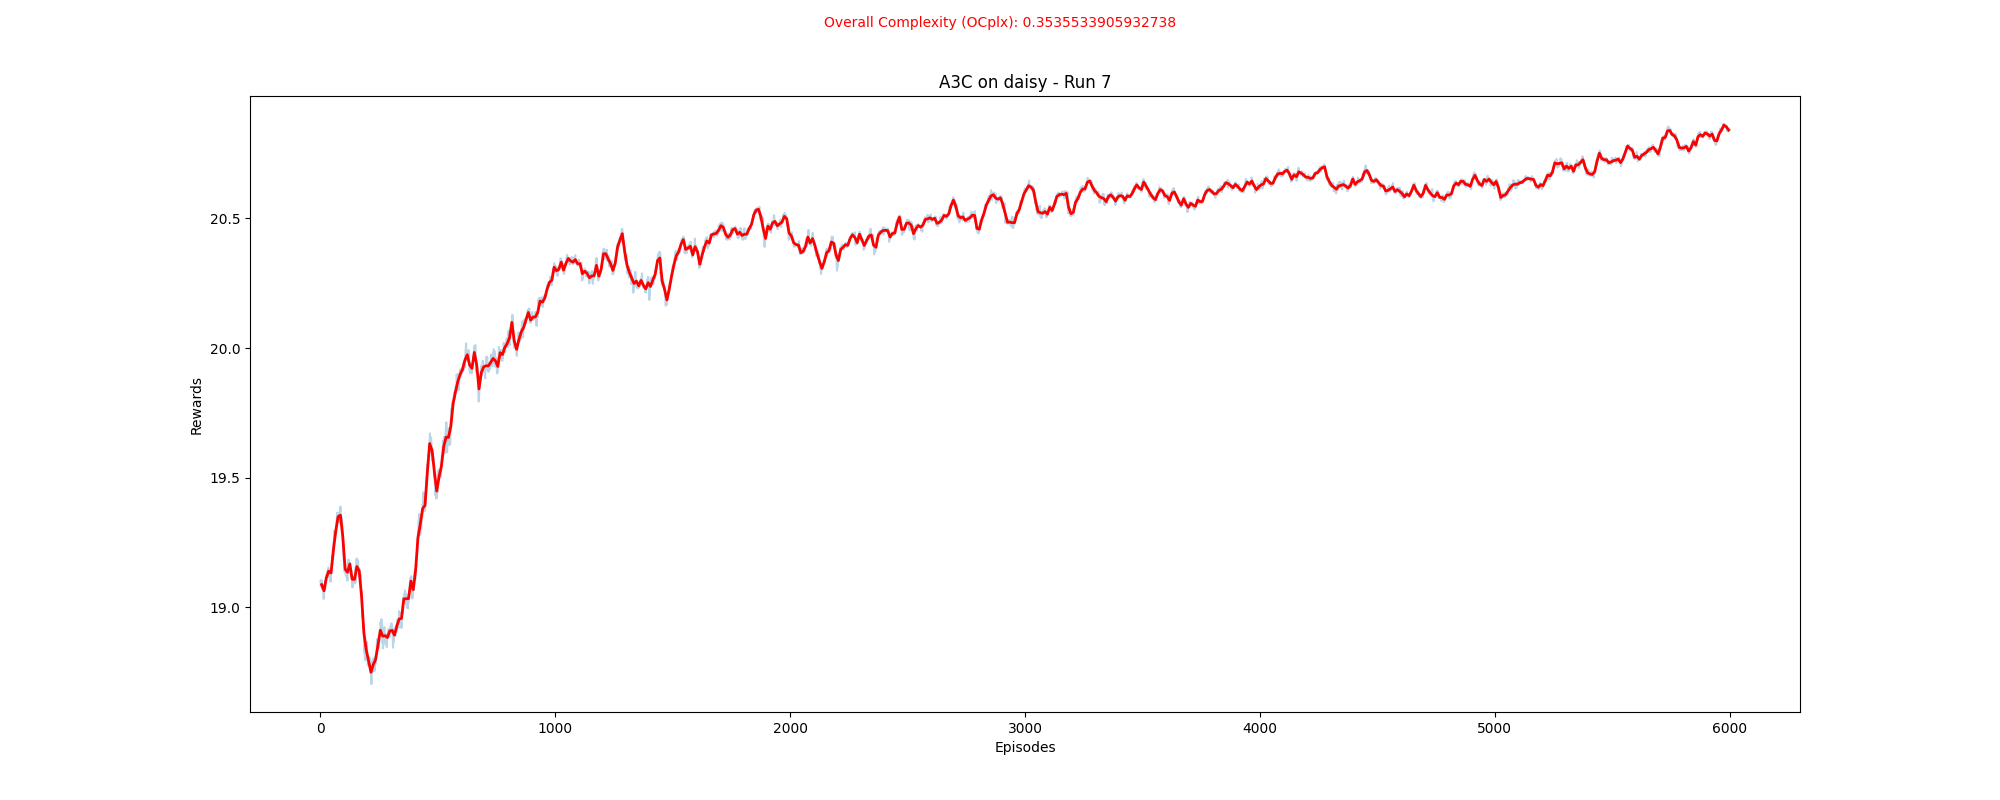 Overall Complexity (OCplx): 0.3535533905932738
A3C on daisy - Run 7
Rewards
20.5
20.0
19.5
19.0
0 1000 2000 3000 4000 5000 6000
Episodes